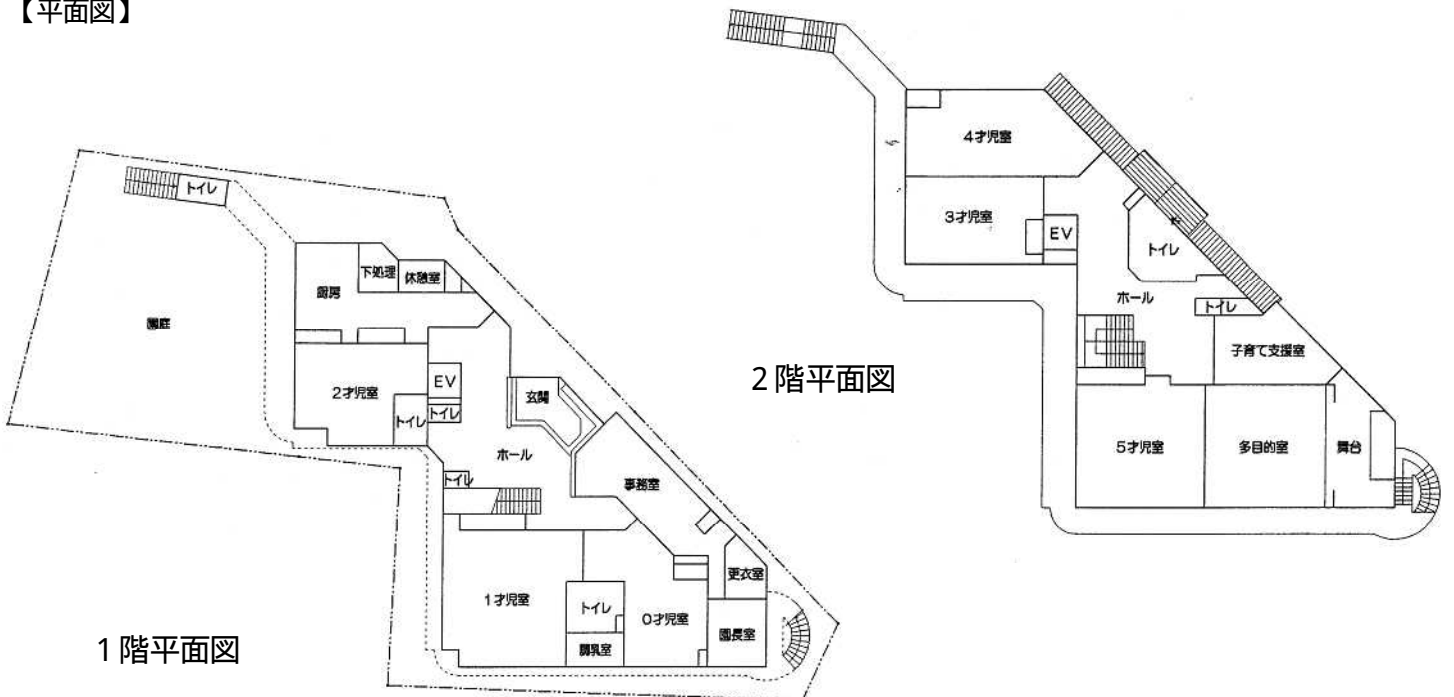 【平面図】
トイレ
下処理
休憩室
厨房
園庭
EV
2才児室
トイレ
トイレ
玄関
ホール
トイレ
事務室
更衣室
1才児室
トイレ
0才児室
調乳室
園長室
1階平面図
4才児室
3才児室
EV
トイレ
ホール
トイレ
子育て支援室
2階平面図
5才児室
多目的室
舞台